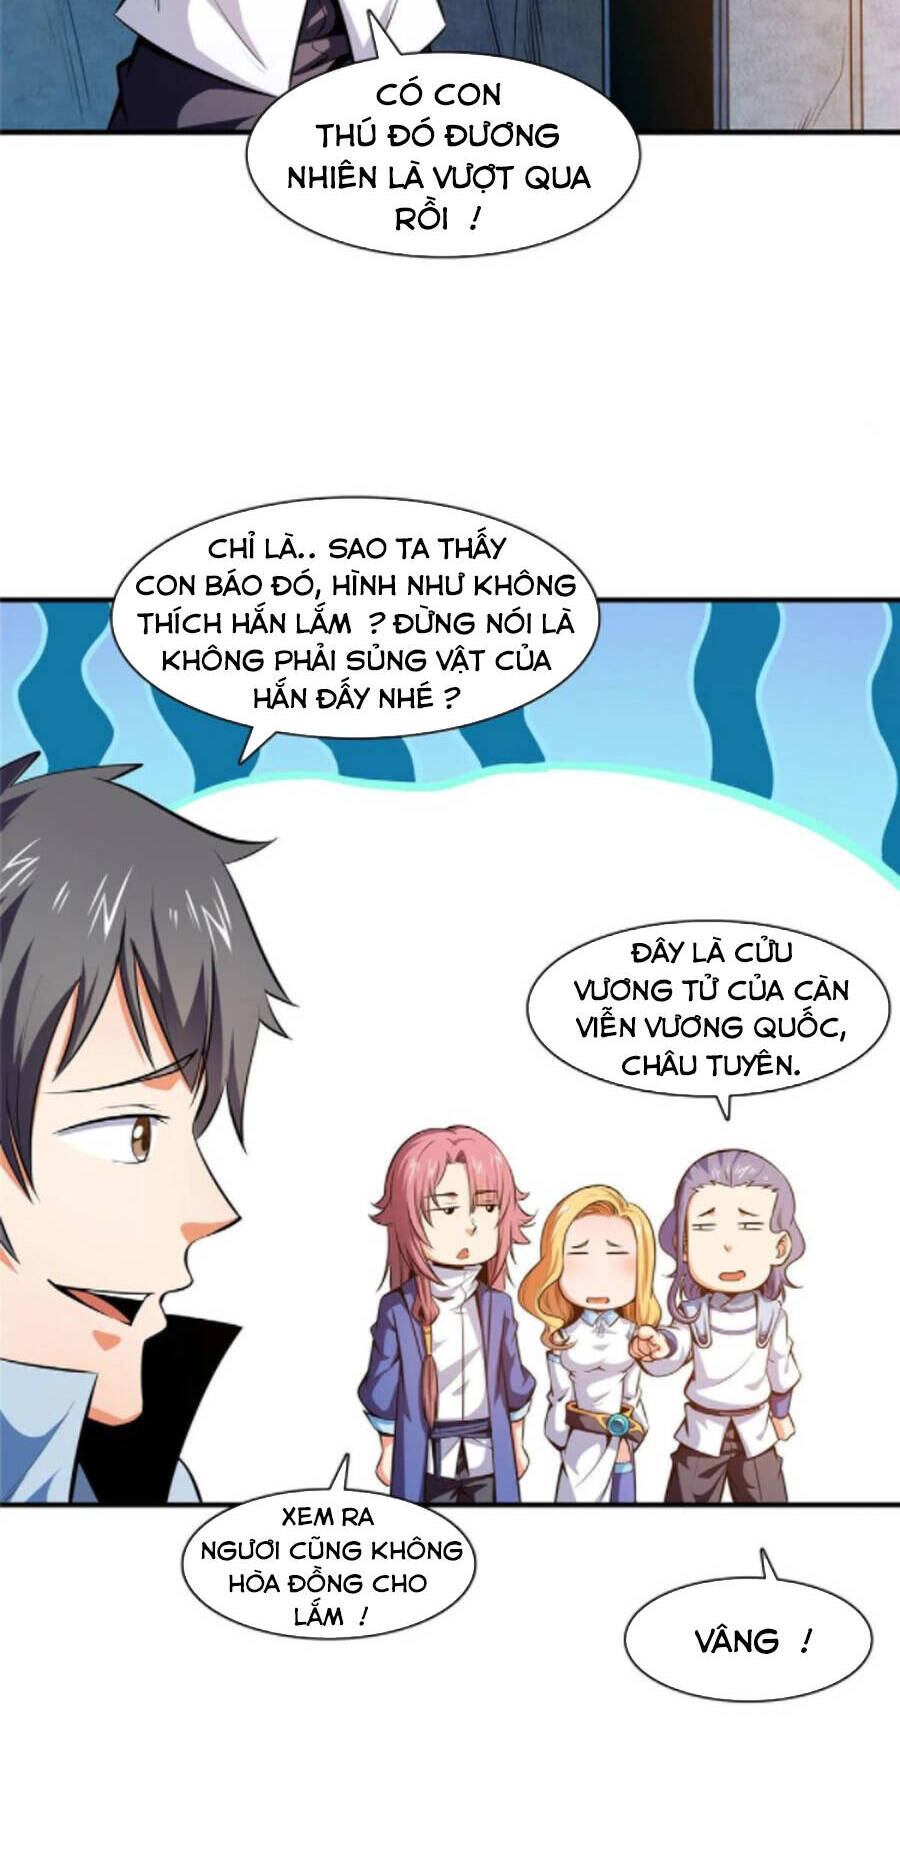 CÓ CON
THÚ ĐÓ ĐƯƠNG
NHIÊN LÀ VƯỢT QUA
RỒI !
CHỈ LÀ.. SAO TA THẤY
CON BÁO ĐÓ, HÌNH NHƯ KHÔNG
THÍCH HẮN LẮM ? ĐỪNG NÓI LÀ
KHÔNG PHẢI SỦNG VẬT CỦA
HẮN ĐẤY NHÉ ?
ĐÂY LÀ CỬU
VƯƠNG TỬ CỦA CÀN
VIỄN VƯƠNG QUỐC,
CHÂU TUYÊN.
XEM RA
NGƯƠI CŨNG KHÔNG
HÒA ĐỒNG CHO
LẮM !
VÂNG !